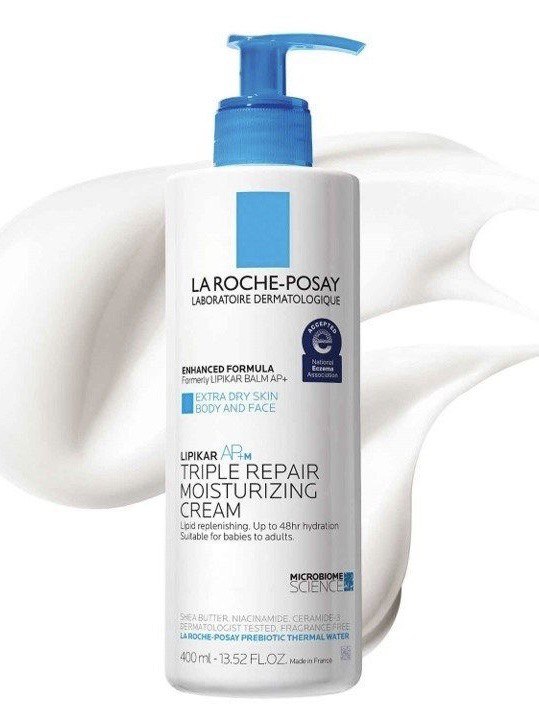 LA ROCHE-POSAY
LABORATOIRE DERMATOLOGIQUE
ACCEPTED
e
National
Eczema
Association
ENHANCED FORMULA
Formerly LIPIKAR BALM AP+
EXTRA DRY SKIN
BODY AND FACE
LIPIKAR AP+M
TRIPLE REPAIR
MOISTURIZING
CREAM
Lipid replenishing. Up to 48hr hydration
Suitable for babies to adults.
MICROBIOME
SCIENCE
SHEA BUTTER. NIACINAMIDE. CERAMIDE-3
DERMATOLOGIST TESTED. FRAGRANCE-FREE
LA ROCHE-POSAY PREBIOTIC THERMAL WATER
400 ml - 13.52 FL.OZ. Made in France